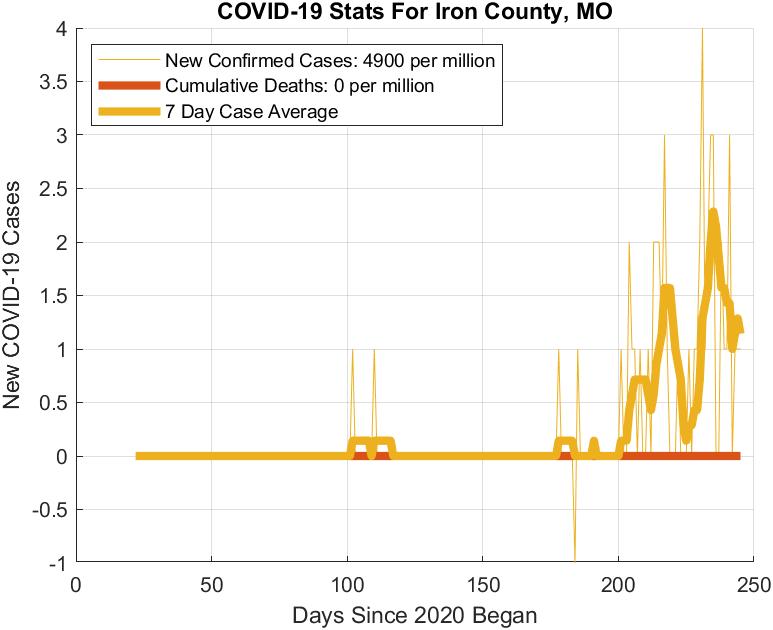 COVID-19 Stats For Iron County, MO
New Confirmed Cases: 4900 per million
Cumulative Deaths: 0 per million
7 Day Case Average
New COVID-19 Cases
4
3.5
3
2.5
2
1.5
1
0.5
0
-0.5
-1
0 50 100 150 200 250
Days Since 2020 Began